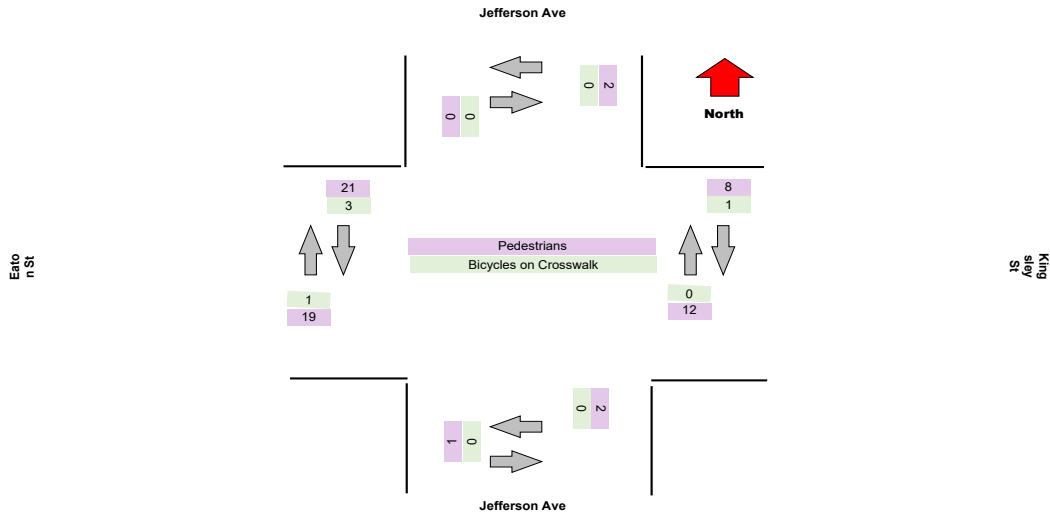 Jefferson Ave
0 2
0 0
North
21
3
8
1
Pedestrians
Bicycles on Crosswalk
Eato
n St
King
sley
St
1
19
0
12
0 2
1 0
Jefferson Ave